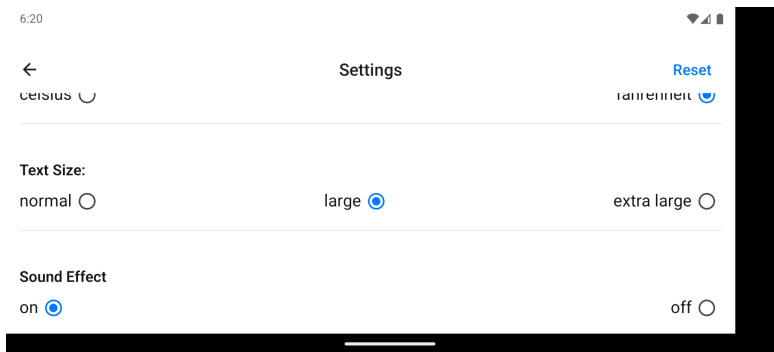 6:20
Settings
Reset
celsius fahrenheit
Text Size:
normal large extra large
Sound Effect
on off